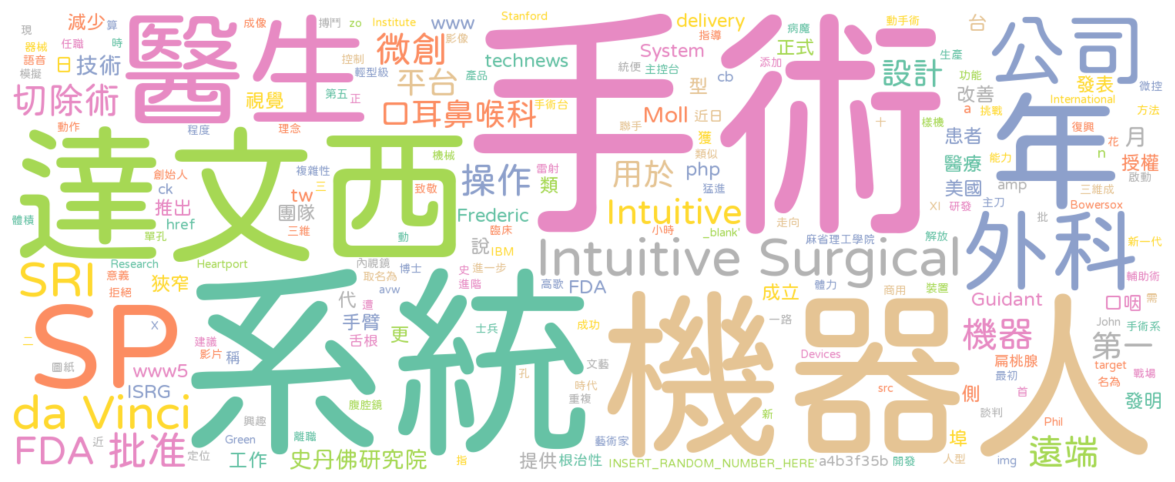 醫生
手術
達文西
系統
機器人
SP
年
公司
外科
Intuitive Surgical
Intuitive
da Vinci
SRI
FDA 批准
操作
口耳鼻喉科
微創
平台
用於
設計
切除術
技術
減少
視覺
日
www
technews
delivery
System
Moll
近日
型
正式
台
cb
php
改善
a
發表
月
患者
醫療
美國
授權
n
amp
推出
tw
團隊
類
說
Frederic
href
ck
狹窄
代
手臂
舌根
更
FDA
成立
Guidant
機器
口咽
第一
扁桃腺
側
發明
遠端
埠
www5
ISRG
工作
史丹佛研究院
提供
根治性
INSERT_RANDOM_NUMBER_HERE'
a4b3f35b
開發
人型
img
Phil
談判
target
名為
戰場
John
手術系
需
輔助術
新一代
Bowersox
三維成
啟動
復興
花
方法
微控
International
挑戰
能力
功能
生產
動手術
病魔
添加
指導
Stanford
Institute
影像
成像
zo
搏鬥
控制
輕型級
產品
主控台
統便
手術台
第五
正
算
現
器械
任職
語音
時
模擬
動作
程度
理念
機械
創始人
複雜性
三
三維
致敬
臨床
雷射
猛進
類似
聯手
獲
小時
_blank'
走向
十
樣機
XI
研發
主刀
批
解放
麻省理工學院
體力
裝置
商用
高歌
IBM
史
進一步
進階
博士
內視鏡
取名為
avw
動
體積
單孔
Research
Heartport
意義
拒絕
X
二
圖紙
建議
影片
稱
遭
士兵
成功
文藝
時代
重複
孔
腹腔鏡
興趣
離職
Green
定位
近
指
藝術家
新
一路
Devices
src
最初
首